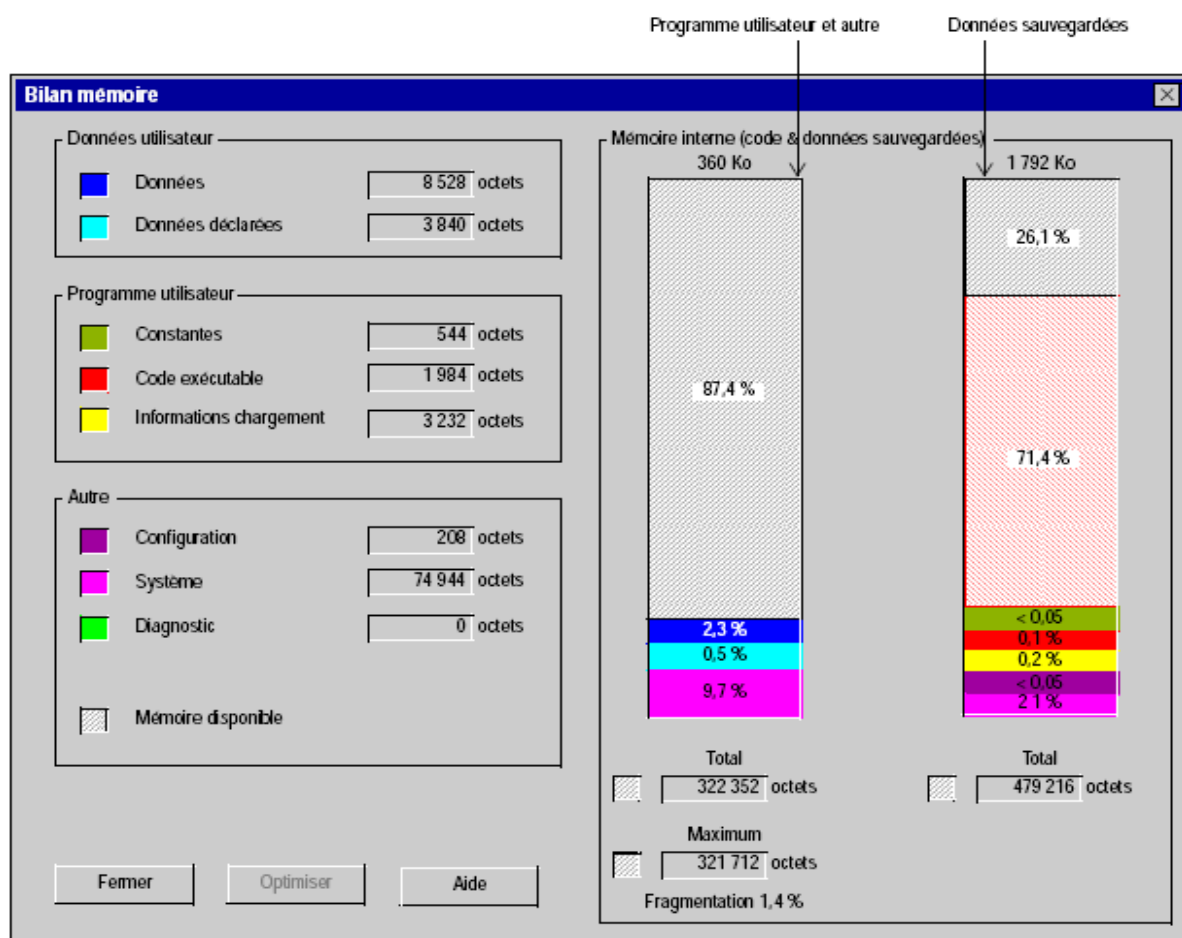 Programme utilisateur et autre
Données sauvegardées
Bilan mémoire
Données utilisateur
Données 8 528 octets
Données déclarées 3 840 octets
Programme utilisateur
Constantes 544 octets
Code exécutable 1 984 octets
Informations chargement 3 232 octets
Autre
Configuration 208 octets
Système 74 944 octets
Diagnostic 0 octets
Mémoire disponible
Fermer
Optimiser
Aide
Mémoire interne (code & données sauvegardées)
360 Ko
87,4 %
2,3 %
0,5 %
9,7 %
Total
322 352 octets
Maximum
321 712 octets
Fragmentation 1,4 %
1 792 Ko
26,1 %
71,4 %
< 0,05
0,1 %
0,2 %
< 0,05
2 1 %
Total
479 216 octets